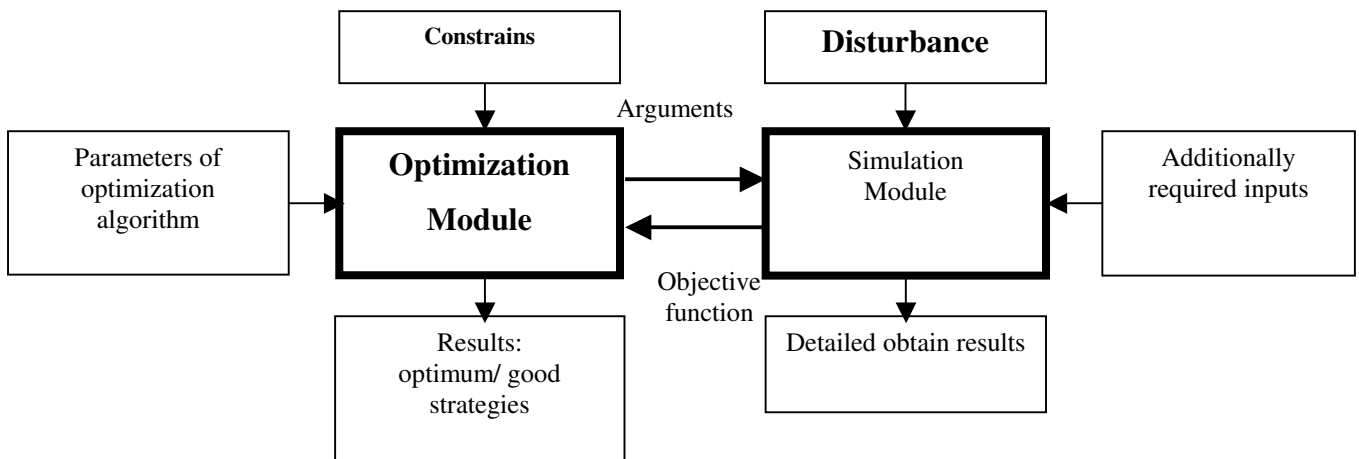 Constrains
Disturbance
Arguments
Parameters of
optimization
algorithm
Optimization
Module
Simulation
Module
Additionally
required inputs
Objective
function
Results:
optimum/ good
strategies
Detailed obtain results